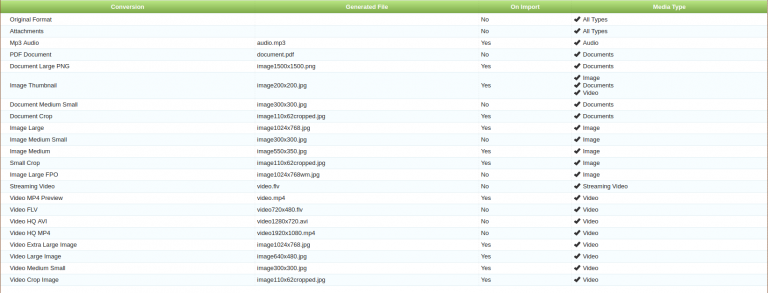 Conversion Generated File On Import Media Type
Original Format No ✔ All Types
Attachments No ✔ All Types
Mp3 Audio audio.mp3 Yes ✔ Audio
PDF Document document.pdf No ✔ Documents
Document Large PNG image1500x1500.png Yes ✔ Documents
✔ Image
Image Thumbnail image200x200.jpg Yes ✔ Documents
✔ Video
Document Medium Small image300x300.jpg No ✔ Documents
Document Crop image110x62cropped.jpg Yes ✔ Documents
Image Large image1024x768.jpg Yes ✔ Image
Image Medium Small image300x300.jpg No ✔ Image
Image Medium image550x350.jpg Yes ✔ Image
Small Crop image110x62cropped.jpg Yes ✔ Image
Image Large FPO image1024x768wm.jpg No ✔ Image
Streaming Video video.flv No ✔ Streaming Video
Video MP4 Preview video.mp4 Yes ✔ Video
Video FLV video720x480.flv No ✔ Video
Video HQ AVI video1280x720.avi No ✔ Video
Video HQ MP4 video1920x1080.mp4 No ✔ Video
Video Extra Large Image image1024x768.jpg Yes ✔ Video
Video Large Image image640x480.jpg Yes ✔ Video
Video Medium Small image300x300.jpg Yes ✔ Video
Video Crop Image image110x62cropped.jpg Yes ✔ Video